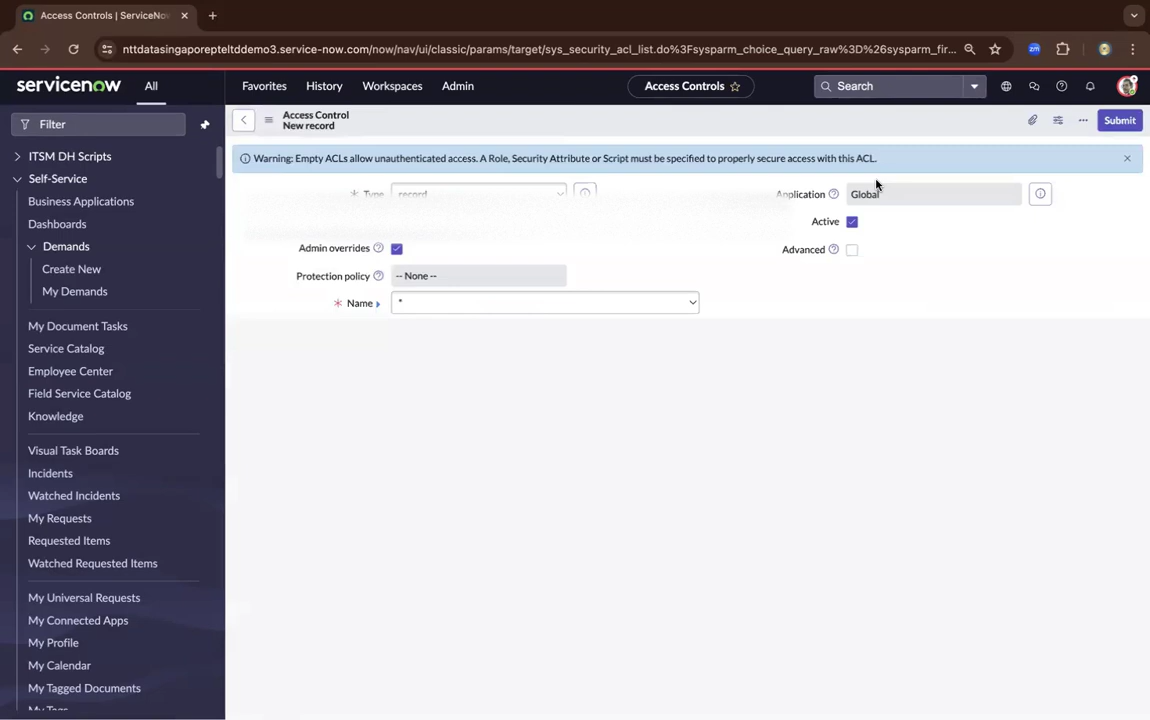 Access Controls | ServiceNo
nttdatasingaporepteltddemo3.service-now.com/now/nav/ui/classic/params/target/sys_security_acl_list.do%3Fsysparm_choice_query_raw%3D%26sysparm_fir...
zm
servicenow
All
Favorites
History
Workspaces
Admin
Access Controls
Search
Filter
Access Control
New record
Submit
ITSM DH Scripts
Self-Service
Business Applications
Dashboards
Demands
Create New
My Demands
My Document Tasks
Service Catalog
Employee Center
Field Service Catalog
Knowledge
Visual Task Boards
Incidents
Watched Incidents
My Requests
Requested Items
Watched Requested Items
My Universal Requests
My Connected Apps
My Profile
My Calendar
My Tagged Documents
My Tags
Warning: Empty ACLs allow unauthenticated access. A Role, Security Attribute or Script must be specified to properly secure access with this ACL.
* Type record
Application Global
Active
Admin overrides
Advanced
Protection policy -- None --
* Name *